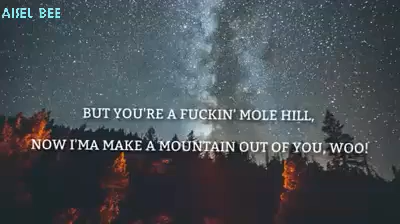 AISEL BEE
BUT YOU'RE A FUCKIN' MOLE HILL,
NOW I'MA MAKE A MOUNTAIN OUT OF YOU, WOO!